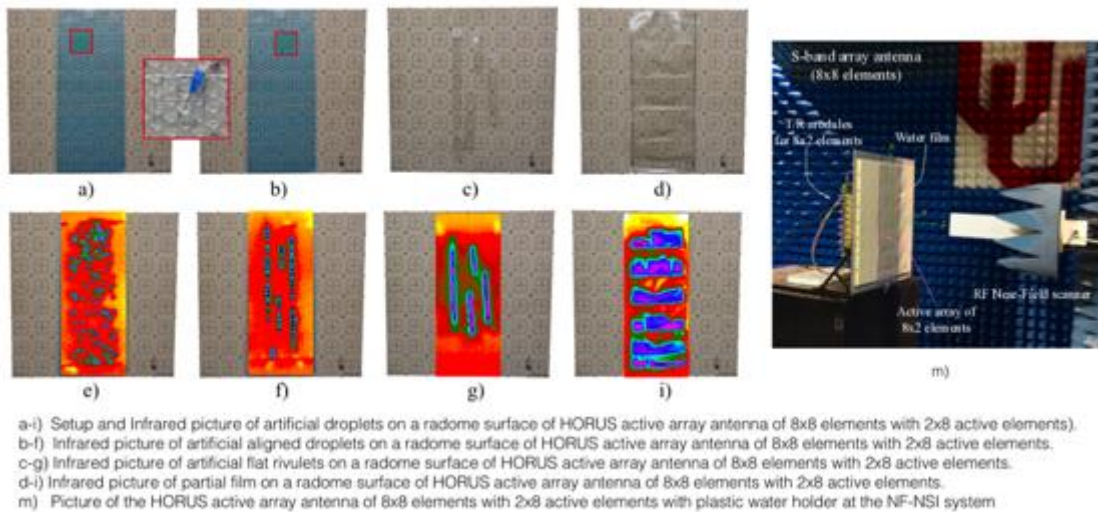 S-band array antenna
(8x8 elements)
T/R modules
for 8x2 elements
Water film
RF Near-Field scanner
Active array of
8x2 elements
a)
b)
c)
d)
e)
f)
g)
i)
m)
a-i) Setup and Infrared picture of artificial droplets on a radome surface of HORUS active array antenna of 8x8 elements with 2x8 active elements).
b-f) Infrared picture of artificial aligned droplets on a radome surface of HORUS active array antenna of 8x8 elements with 2x8 active elements.
c-g) Infrared picture of artificial flat rivulets on a radome surface of HORUS active array antenna of 8x8 elements with 2x8 active elements.
d-i) Infrared picture of partial film on a radome surface of HORUS active array antenna of 8x8 elements with 2x8 active elements.
m) Picture of the HORUS active array antenna of 8x8 elements with 2x8 active elements with plastic water holder at the NF-NSI system